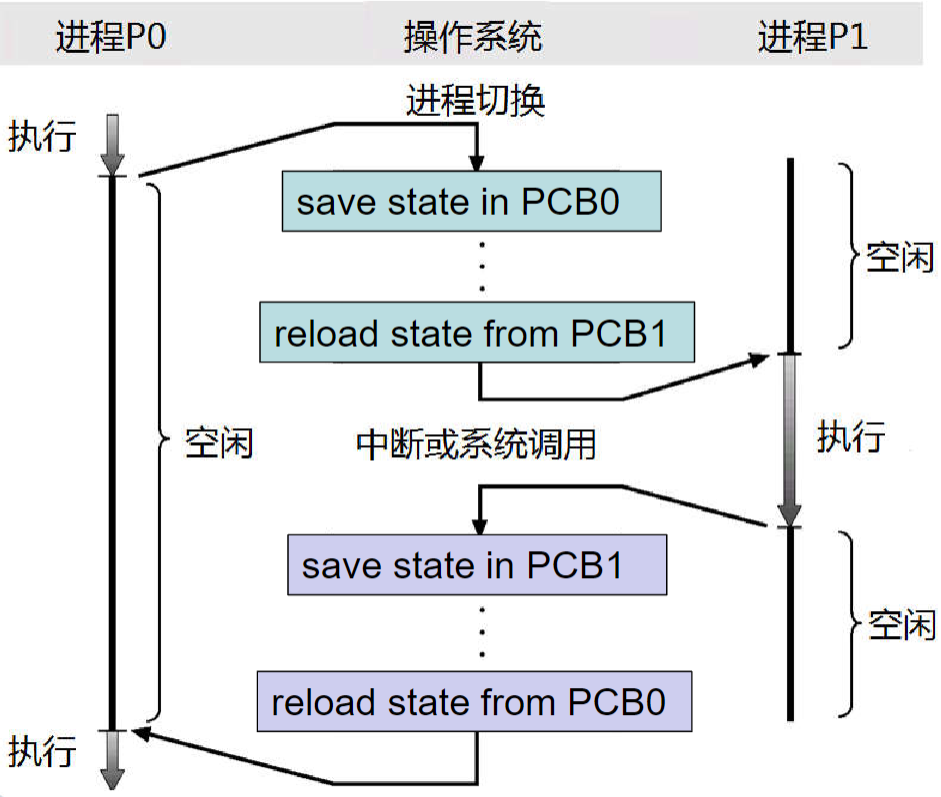 进程P0
操作系统
进程P1
进程切换
执行
save state in PCB0
空闲
reload state from PCB1
空闲
中断或系统调用
执行
save state in PCB1
空闲
reload state from PCB0
执行